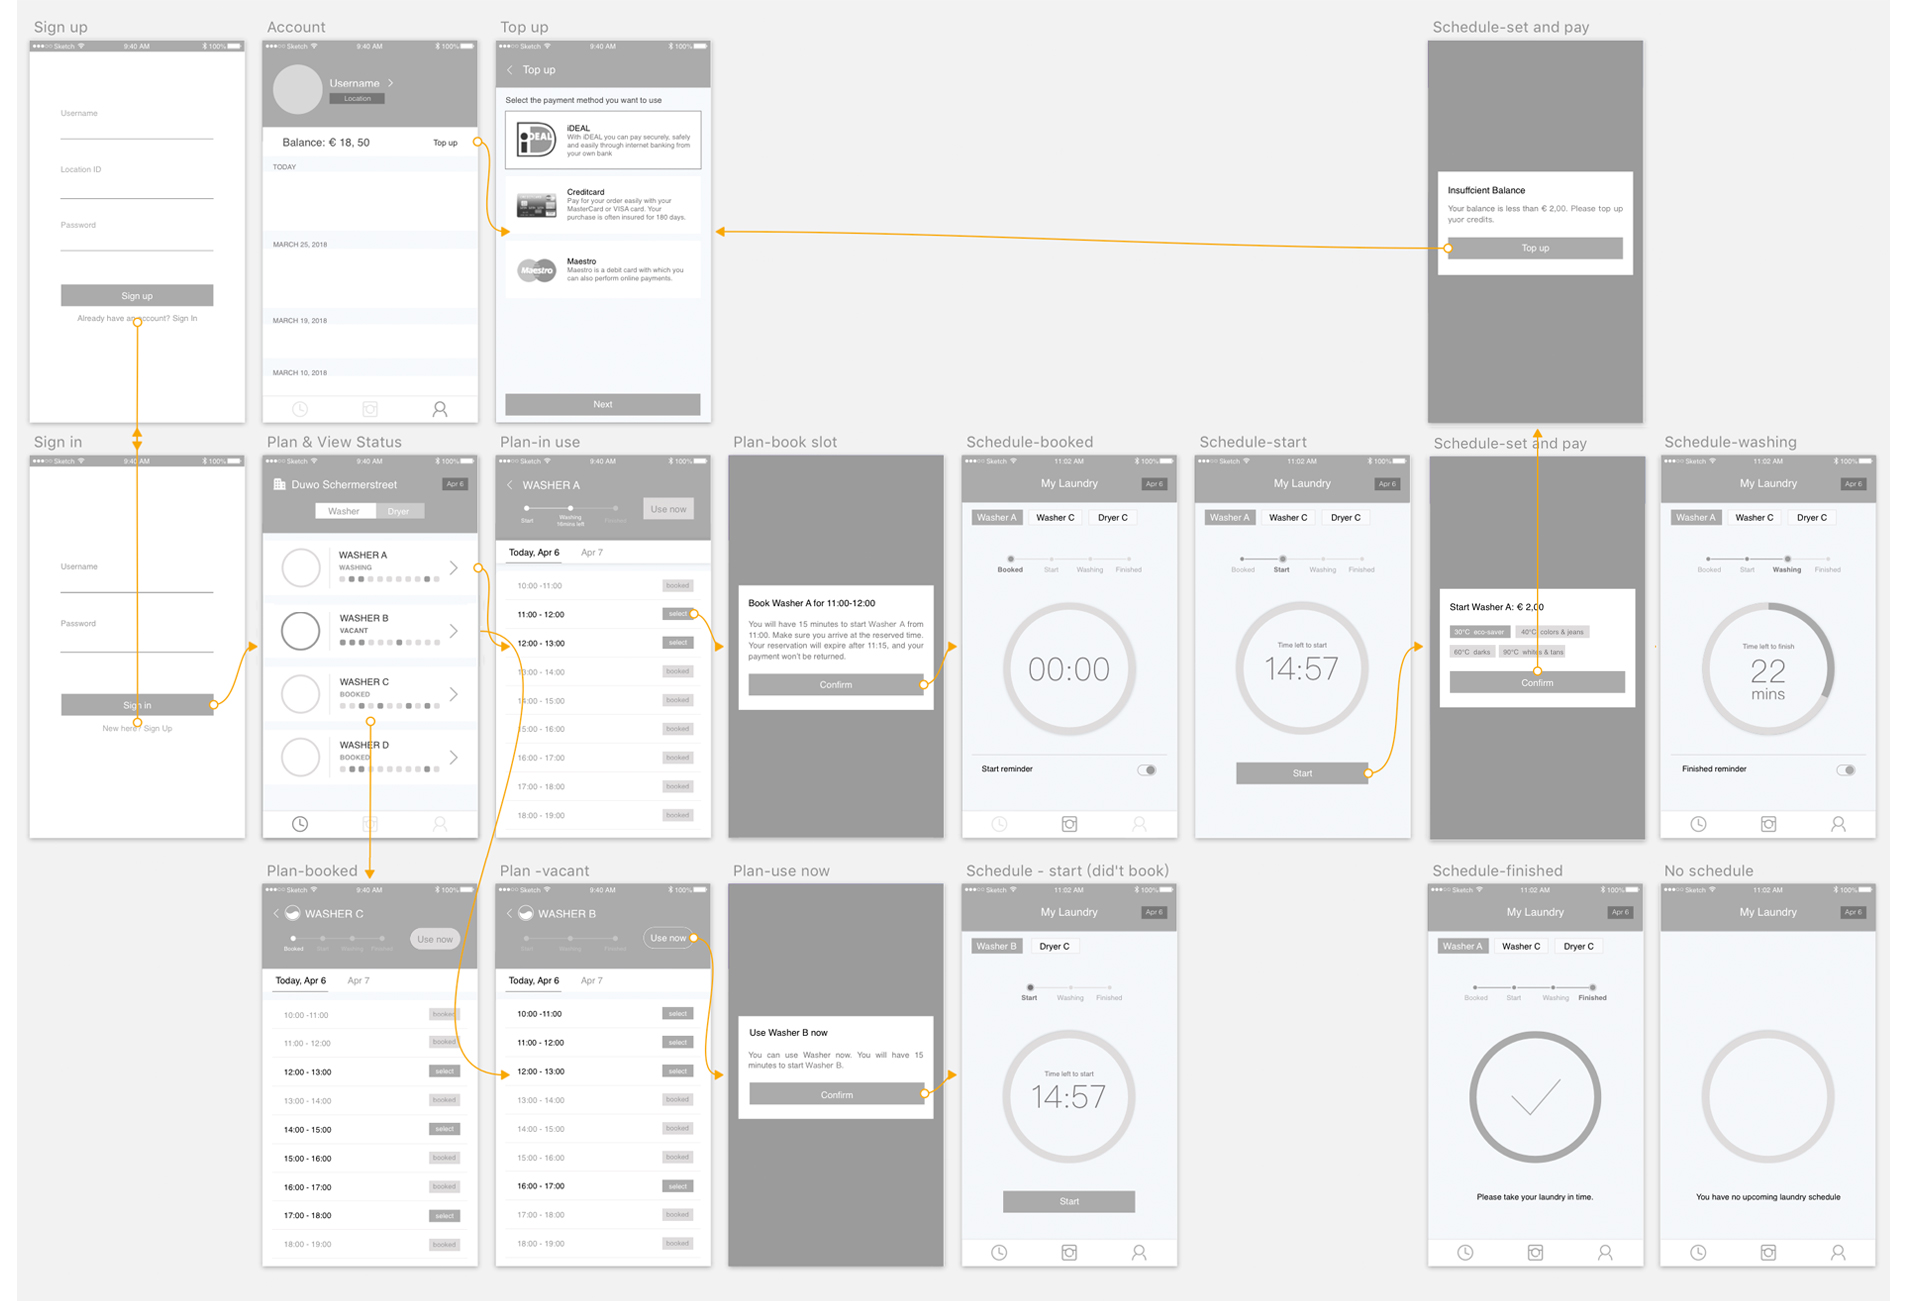 Sign up
Sketch 9:40 AM 100%
Username
Location ID
Password
Sign up
Already have an account? Sign In
Account
Sketch 9:40 AM 100%
Username
Location
Balance: € 18, 50 Top up
TODAY
MARCH 25, 2018
MARCH 19, 2018
MARCH 10, 2018
Top up
Sketch 9:40 AM 100%
Top up
Select the payment method you want to use
iDEAL
iDEAL
With iDEAL you can pay securely, safely
and easily through internet banking from
your own bank
Creditcard
Pay for your order easily with your
MasterCard or VISA card. Your
purchase is often insured for 180 days.
Maestro
Maestro
Maestro is a debit card with which you
can also perform online payments.
Next
Schedule-set and pay
Insuffcient Balance
Your balance is less than € 2,00. Please top up
yuor credits.
Top up
Sign in
Sketch 9:40 AM 100%
Username
Password
Sign in
New here? Sign Up
Plan & View Status
Sketch 9:40 AM 100%
Duwo Schermerstreet Apr 6
Washer Dryer
WASHER A
WASHING
WASHER B
VACANT
WASHER C
BOOKED
WASHER D
BOOKED
Plan-in use
Sketch 9:40 AM 100%
WASHER A
Use now
Start Washing Finished
18mins left
Today, Apr 6 Apr 7
10:00 -11:00 booked
11:00 - 12:00 select
12:00 - 13:00 select
13:00 - 14:00 booked
14:00 - 15:00 booked
15:00 - 16:00 booked
16:00 - 17:00 booked
17:00 - 18:00 booked
18:00 - 19:00 booked
Plan-book slot
Book Washer A for 11:00-12:00
You will have 15 minutes to start Washer A from
11:00. Make sure you arrive at the reserved time.
Your reservation will expire after 11:15, and your
payment won't be returned.
Confirm
Schedule-booked
Sketch 11:02 AM 100%
My Laundry Apr 6
Washer A Washer C Dryer C
Booked Start Washing Finished
00:00
Start reminder
Schedule-start
Sketch 11:02 AM 100%
My Laundry Apr 6
Washer A Washer C Dryer C
Booked Start Washing Finished
Time left to start
14:57
Start
Schedule-set and pay
Start Washer A: € 2,00
30°C eco-saver 40°C colors & jeans
60°C darks 90°C whites & tans
Confirm
Schedule-washing
Sketch 11:02 AM 100%
My Laundry Apr 6
Washer A Washer C Dryer C
Booked Start Washing Finished
Time left to finish
22
mins
Finished reminder
Plan-booked
Sketch 9:40 AM 100%
WASHER C
Use now
Booked Start Washing Finished
Today, Apr 6 Apr 7
10:00 -11:00 booked
11:00 - 12:00 booked
12:00 - 13:00 select
13:00 - 14:00 booked
14:00 - 15:00 select
15:00 - 16:00 booked
16:00 - 17:00 booked
17:00 - 18:00 select
18:00 - 19:00 booked
Plan -vacant
Sketch 9:40 AM 100%
WASHER B
Use now
Start Washing Finished
Today, Apr 6 Apr 7
10:00 -11:00 select
11:00 - 12:00 select
12:00 - 13:00 select
13:00 - 14:00 booked
14:00 - 15:00 booked
15:00 - 16:00 booked
16:00 - 17:00 select
17:00 - 18:00 booked
18:00 - 19:00 booked
Plan-use now
Use Washer B now
You can use Washer now. You will have 15
minutes to start Washer B.
Confirm
Schedule - start (did't book)
Sketch 11:02 AM 100%
My Laundry Apr 6
Washer B Dryer C
Start Washing Finished
Time left to start
14:57
Start
Schedule-finished
Sketch 11:02 AM 100%
My Laundry Apr 6
Washer A Washer C Dryer C
Booked Start Washing Finished
Please take your laundry in time.
No schedule
Sketch 11:02 AM 100%
My Laundry Apr 6
You have no upcoming laundry schedule